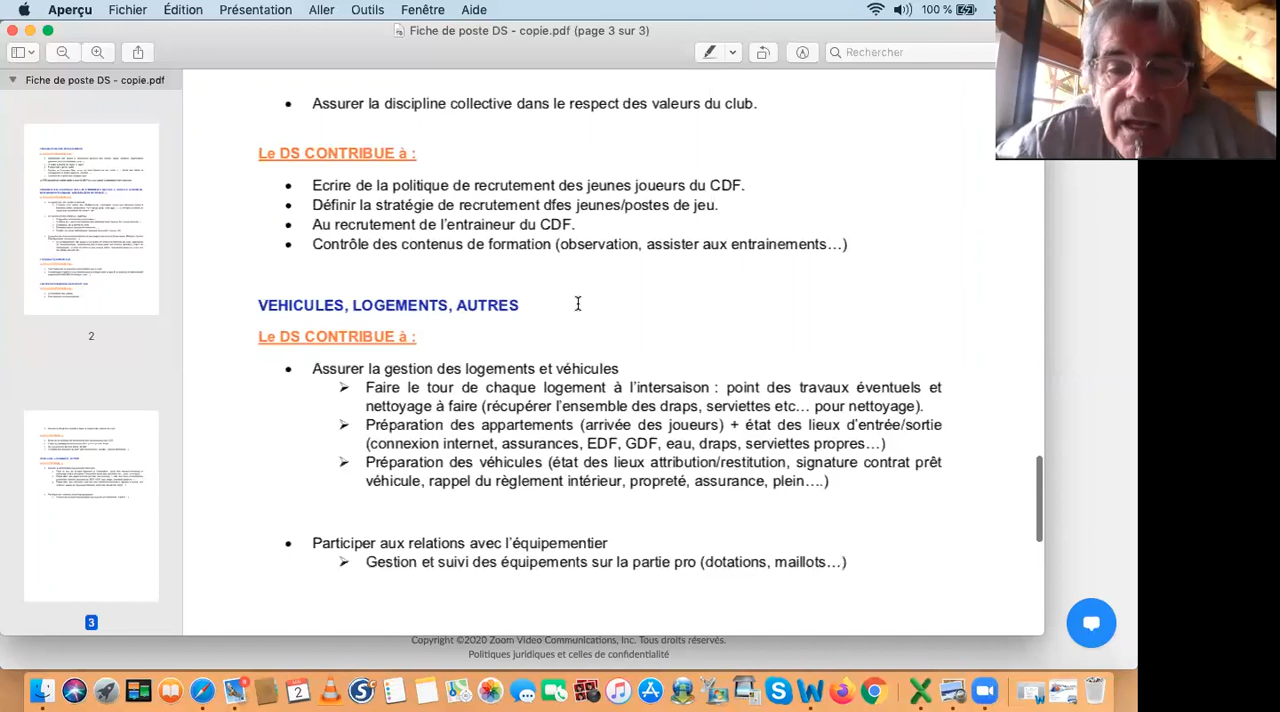 Aperçu Fichier Édition Présentation Aller Outils Fenêtre Aide 100 %
Fiche de poste DS - copie.pdf (page 3 sur 3)
Rechercher
Fiche de poste DS - copie.pdf
2
3
• Assurer la discipline collective dans le respect des valeurs du club.
Le DS CONTRIBUE à :
• Ecrire de la politique de recrutement des jeunes joueurs du CDF.
• Définir la stratégie de recrutement dfes jeunes/postes de jeu.
• Au recrutement de l’entraineur du CDF.
• Contrôle des contenus de formation (observation, assister aux entrainements…)
VEHICULES, LOGEMENTS, AUTRES
Le DS CONTRIBUE à :
• Assurer la gestion des logements et véhicules
➢ Faire le tour de chaque logement à l’intersaison : point des travaux éventuels et
nettoyage à faire (récupérer l’ensemble des draps, serviettes etc… pour nettoyage).
➢ Préparation des appartements (arrivée des joueurs) + état des lieux d’entrée/sortie
(connexion internet, assurances, EDF, GDF, eau, draps, serviettes propres…)
➢ Préparation des véhicules (état des lieux attribution/restitution, signature contrat prêt
véhicule, rappel du règlement intérieur, propreté, assurance, plein….)
• Participer aux relations avec l’équipementier
➢ Gestion et suivi des équipements sur la partie pro (dotations, maillots…)
Copyright ©2020 Zoom Video Communications, Inc. Tous droits réservés.
Politiques juridiques et celles de confidentialité
2